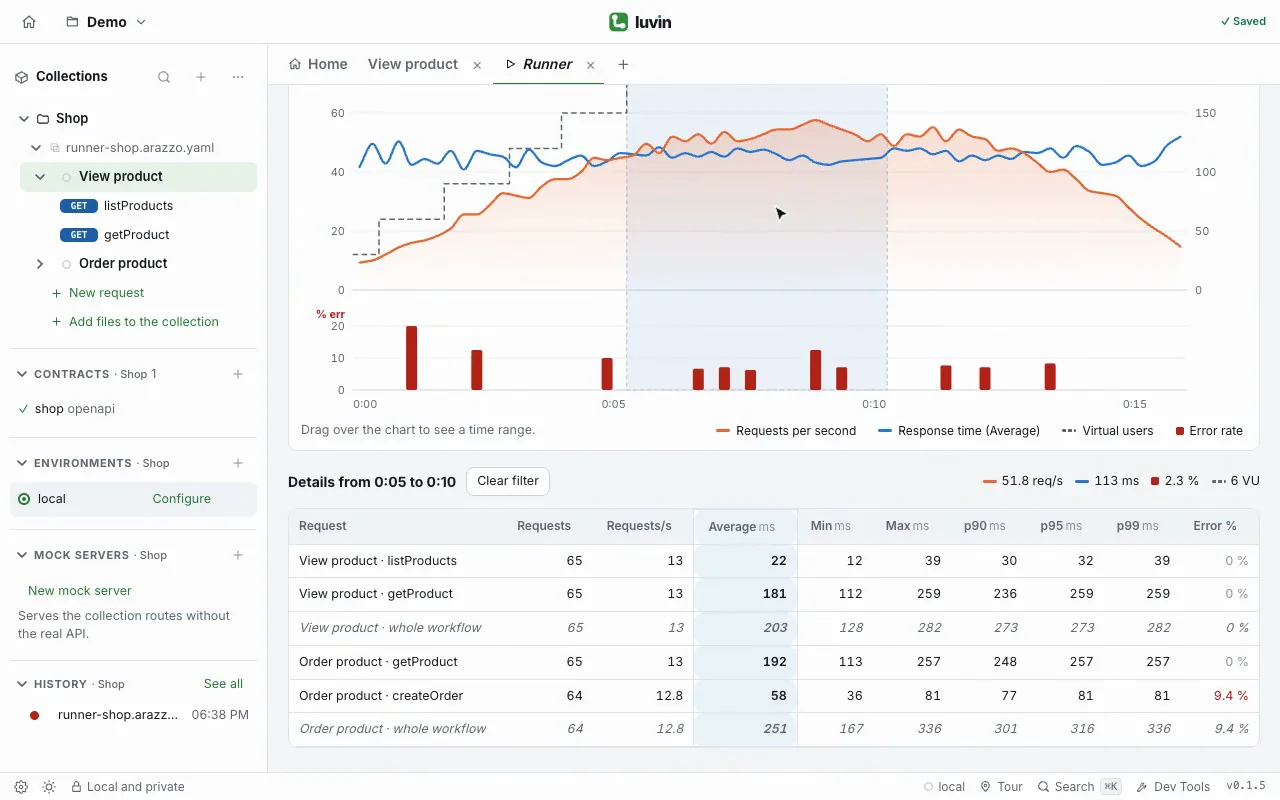 Demo
luvin
✓ Saved
Collections
Home
View product ×
Runner ×
Shop
runner-shop.arazzo.yaml
View product
GET listProducts
GET getProduct
Order product
+ New request
+ Add files to the collection
CONTRACTS · Shop 1
✓ shop openapi
ENVIRONMENTS · Shop
local Configure
MOCK SERVERS · Shop
New mock server
Serves the collection routes without
the real API.
HISTORY · Shop See all
runner-shop.arazz... 06:38 PM
60 150
40 100
20 50
0 0
% err
20
10
0
0:00 0:05 0:10 0:15
Drag over the chart to see a time range.
Requests per second Response time (Average) Virtual users Error rate
Details from 0:05 to 0:10 Clear filter
51.8 req/s 113 ms 2.3 % 6 VU
Request Requests Requests/s Average ms Min ms Max ms p90 ms p95 ms p99 ms Error %
View product · listProducts 65 13 22 12 39 30 32 39 0 %
View product · getProduct 65 13 181 112 259 236 259 259 0 %
View product · whole workflow 65 13 203 128 282 273 273 282 0 %
Order product · getProduct 65 13 192 113 257 248 257 257 0 %
Order product · createOrder 64 12.8 58 36 81 77 81 81 9.4 %
Order product · whole workflow 64 12.8 251 167 336 301 316 336 9.4 %
Local and private
local Tour Search ⌘K Dev Tools v0.1.5